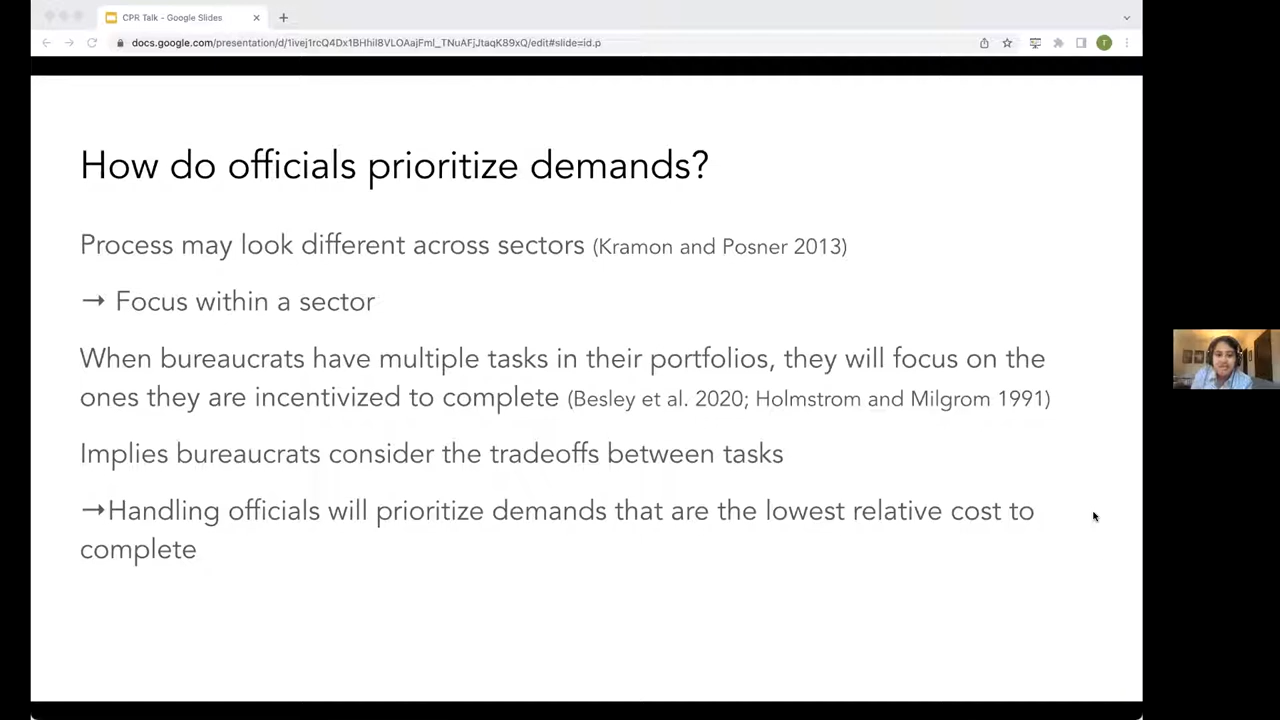 CPR Talk - Google Slides
docs.google.com/presentation/d/1ivej1rcQ4Dx1BHhil8VLOAajFml_TNuAFjJtaqK89xQ/edit#slide=id.p
How do officials prioritize demands?
Process may look different across sectors (Kramon and Posner 2013)
→ Focus within a sector
When bureaucrats have multiple tasks in their portfolios, they will focus on the
ones they are incentivized to complete (Besley et al. 2020; Holmstrom and Milgrom 1991)
Implies bureaucrats consider the tradeoffs between tasks
→Handling officials will prioritize demands that are the lowest relative cost to
complete